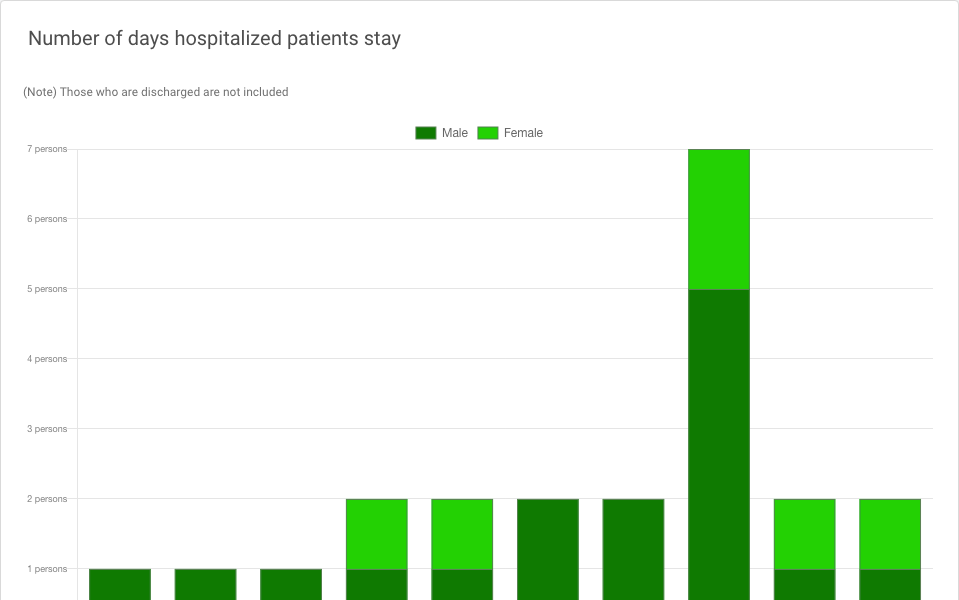 Number of days hospitalized patients stay
(Note) Those who are discharged are not included
Male Female
7 persons
6 persons
5 persons
4 persons
3 persons
2 persons
1 persons